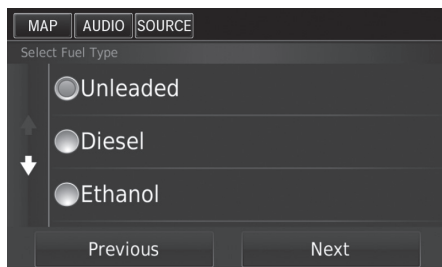 MAP AUDIO SOURCE
Select Fuel Type
Unleaded
Diesel
Ethanol
Previous Next